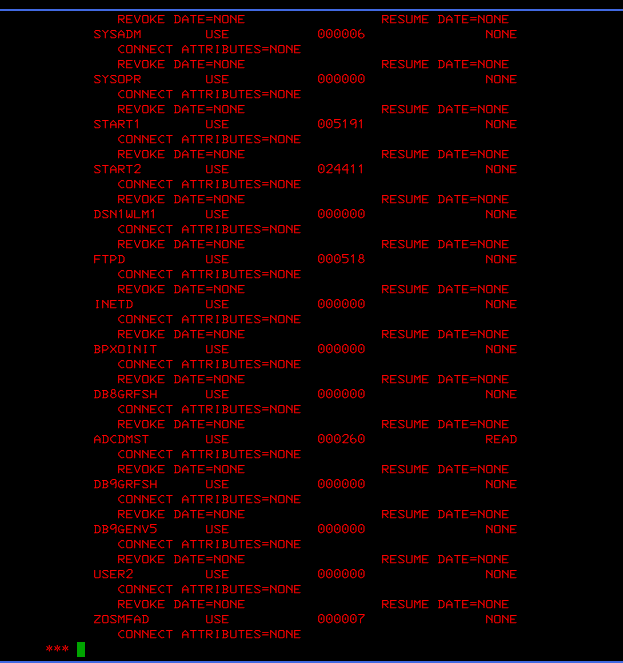 REVOKE DATE=NONE RESUME DATE=NONE
SYSADM USE 000006 NONE
CONNECT ATTRIBUTES=NONE
REVOKE DATE=NONE RESUME DATE=NONE
SYSOPR USE 000000 NONE
CONNECT ATTRIBUTES=NONE
REVOKE DATE=NONE RESUME DATE=NONE
START1 USE 005191 NONE
CONNECT ATTRIBUTES=NONE
REVOKE DATE=NONE RESUME DATE=NONE
START2 USE 024411 NONE
CONNECT ATTRIBUTES=NONE
REVOKE DATE=NONE RESUME DATE=NONE
DSN1WLM1 USE 000000 NONE
CONNECT ATTRIBUTES=NONE
REVOKE DATE=NONE RESUME DATE=NONE
FTPD USE 000518 NONE
CONNECT ATTRIBUTES=NONE
REVOKE DATE=NONE RESUME DATE=NONE
INETD USE 000000 NONE
CONNECT ATTRIBUTES=NONE
REVOKE DATE=NONE RESUME DATE=NONE
BPXOINIT USE 000000 NONE
CONNECT ATTRIBUTES=NONE
REVOKE DATE=NONE RESUME DATE=NONE
DB8GRFSH USE 000000 NONE
CONNECT ATTRIBUTES=NONE
REVOKE DATE=NONE RESUME DATE=NONE
ADCDMST USE 000260 READ
CONNECT ATTRIBUTES=NONE
REVOKE DATE=NONE RESUME DATE=NONE
DB9GRFSH USE 000000 NONE
CONNECT ATTRIBUTES=NONE
REVOKE DATE=NONE RESUME DATE=NONE
DB9GENV5 USE 000000 NONE
CONNECT ATTRIBUTES=NONE
REVOKE DATE=NONE RESUME DATE=NONE
USER2 USE 000000 NONE
CONNECT ATTRIBUTES=NONE
REVOKE DATE=NONE RESUME DATE=NONE
ZOSMFAD USE 000007 NONE
CONNECT ATTRIBUTES=NONE
***